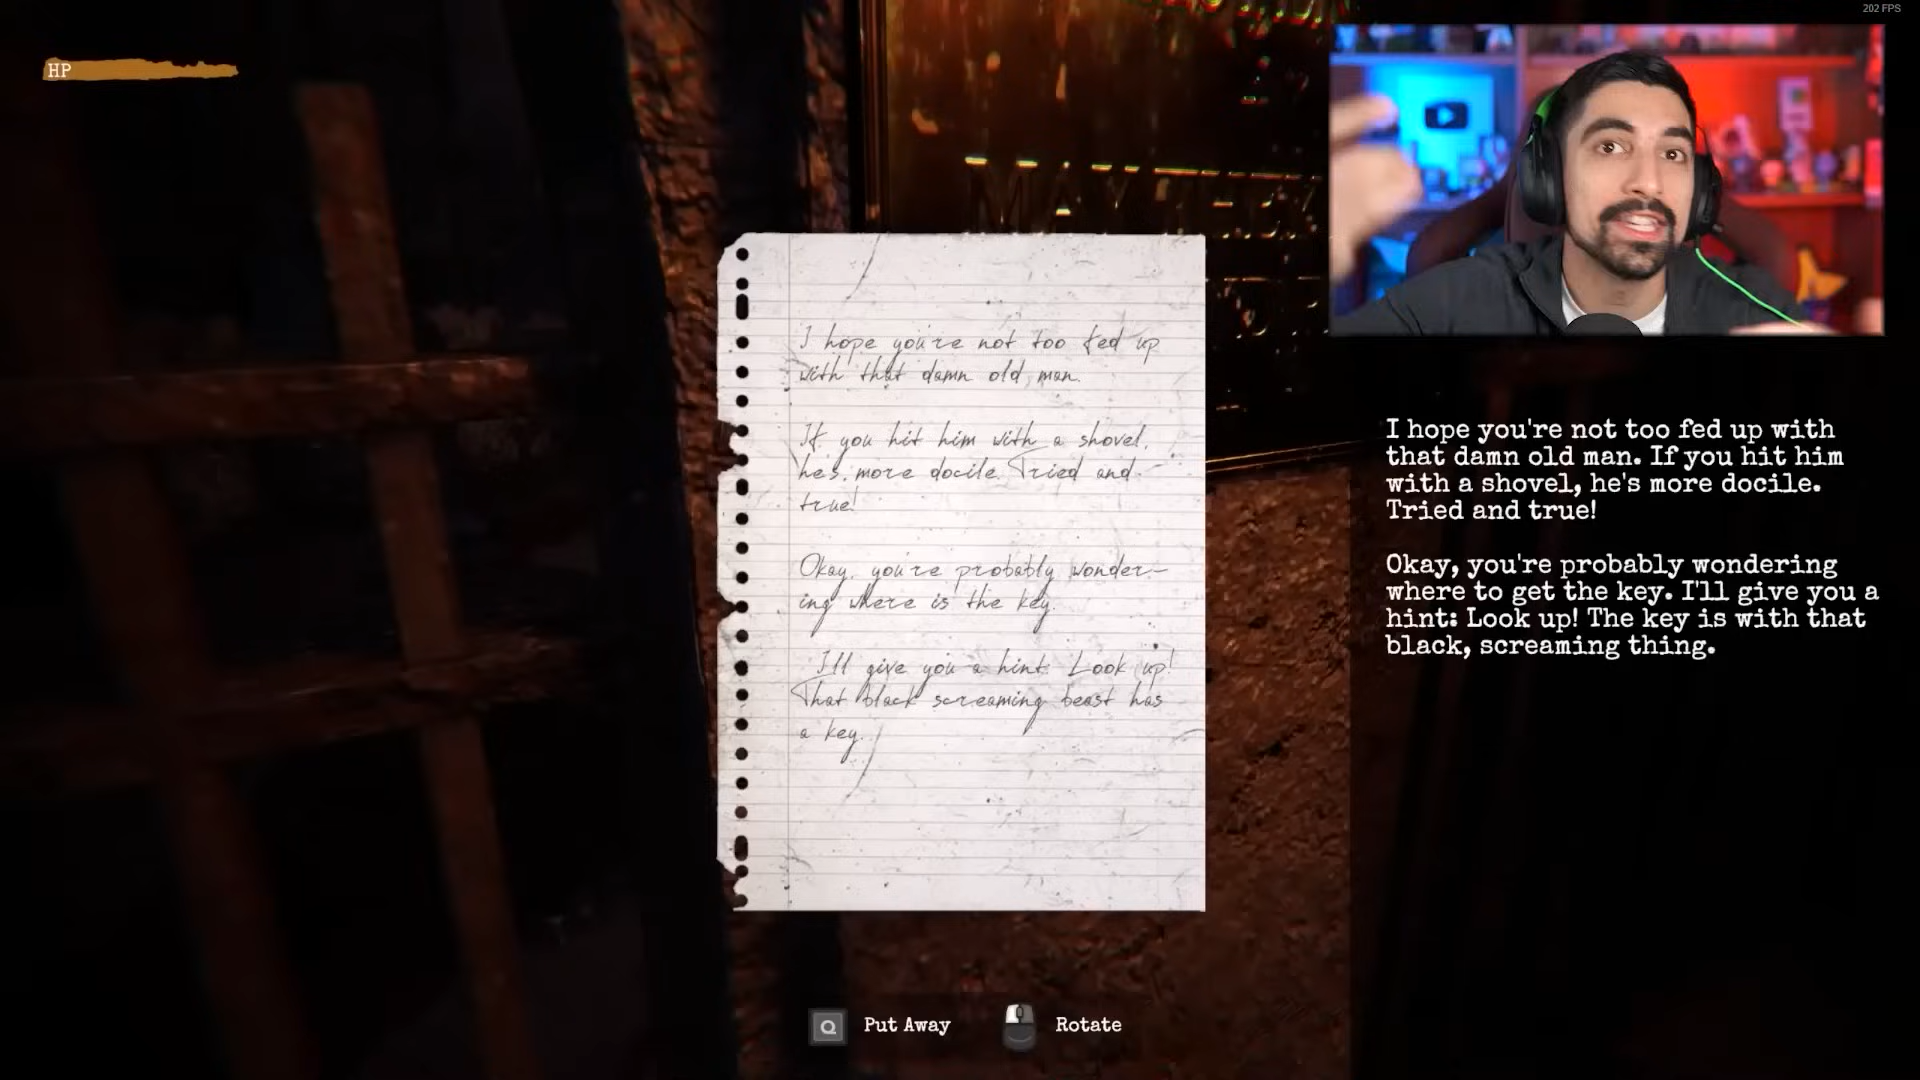 202 FPS
HP
I hope you're not too fed up
with that damn old man.
If you hit him with a shovel,
he's more docile. Tried and
true!
Okay, you're probably wonder-
ing where is the key.
I'll give you a hint: Look up!
That black screaming beast has
a key.
I hope you're not too fed up with
that damn old man. If you hit him
with a shovel, he's more docile.
Tried and true!
Okay, you're probably wondering
where to get the key. I'll give you a
hint: Look up! The key is with that
black, screaming thing.
Q Put Away
Rotate